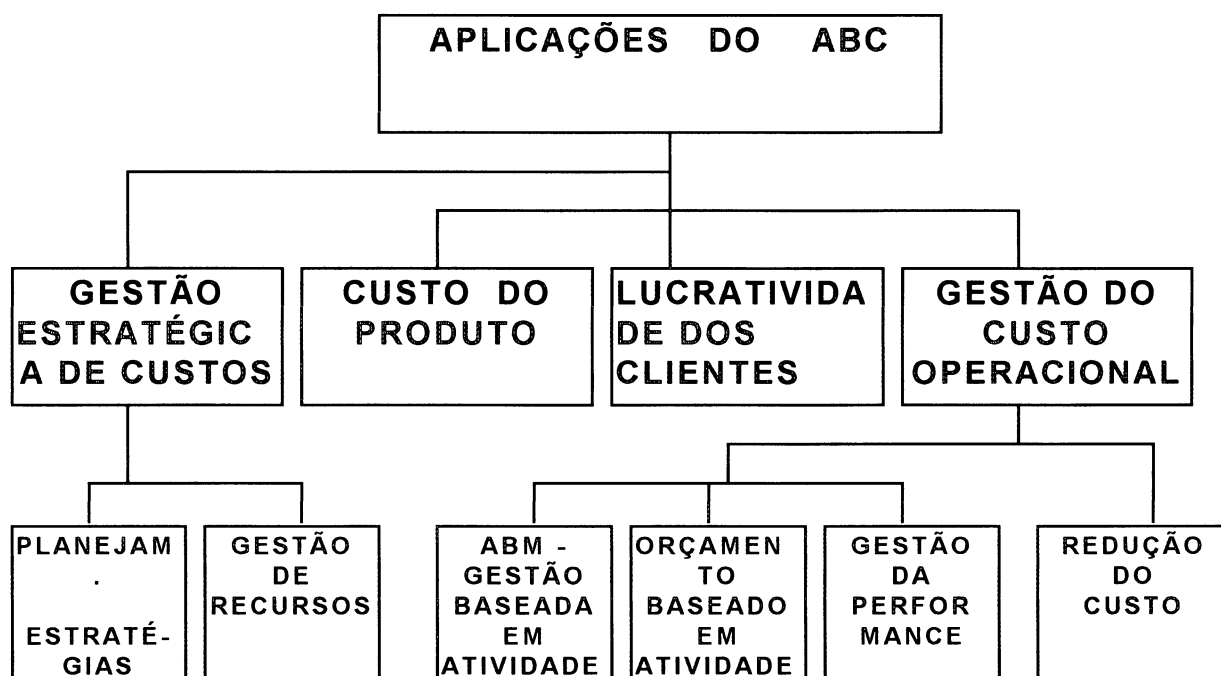 APLICAÇÕES DO ABC
GESTÃO
ESTRATÉGIC
A DE CUSTOS
CUSTO DO
PRODUTO
LUCRATIVIDA
DE DOS
CLIENTES
GESTÃO DO
CUSTO
OPERACIONAL
PLANEJAM
.
ESTRATÉ-
GIAS
GESTÃO
DE
RECURSOS
ABM -
GESTÃO
BASEADA
EM
ATIVIDADE
ORÇAMEN
TO
BASEADO
EM
ATIVIDADE
GESTÃO
DA
PERFOR
MANCE
REDUÇÃO
DO
CUSTO